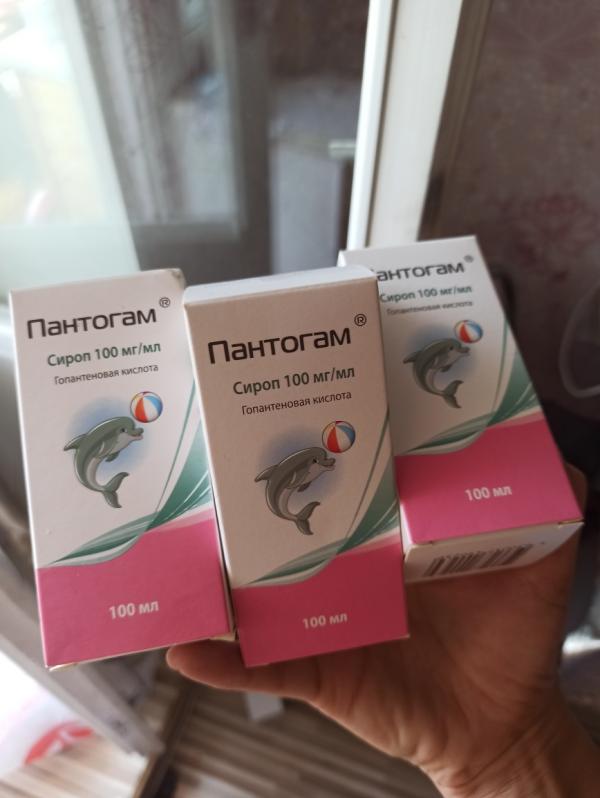 Пантогам®
Сироп 100 мг/мл
Гопантеновая кислота
100 мл
Пантогам®
Сироп 100 мг/мл
Гопантеновая кислота
100 мл
антогам®
Сироп 100 мг/мл
Гопантеновая кислота
100 мл